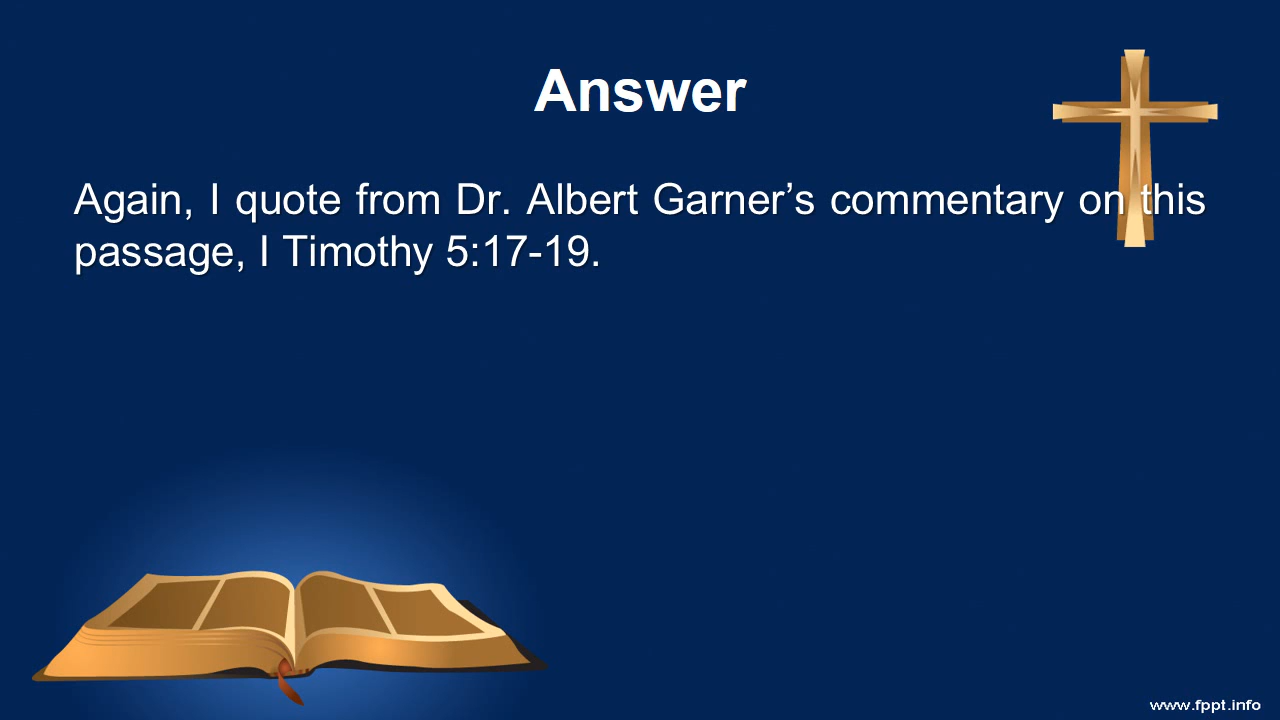 Answer
Again, I quote from Dr. Albert Garner’s commentary on this
passage, I Timothy 5:17-19.
www.fppt.info